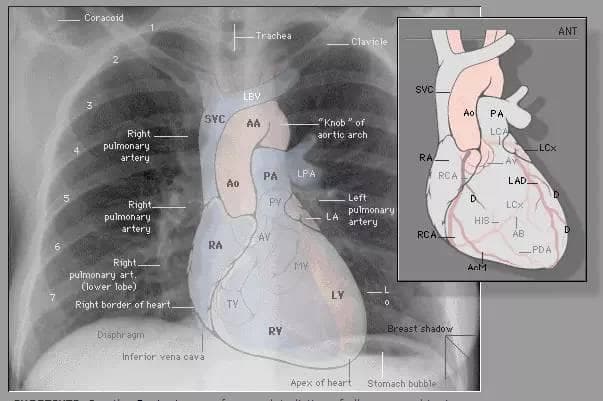 Coracoid
Trachea
Clavicle
1
2
3
4
5
6
7
LBV
SVC
AA
"Knob" of
aortic arch
Right
pulmonary
artery
PA
LPA
Ao
Right
pulmonary
artery
PV
Left
pulmonary
artery
LA
RA
AV
MV
Right
pulmonary art.
(lower lobe)
Right border of heart
TV
LV
L
o
RV
Diaphragm
Inferior vena cava
Breast shadow
Apex of heart
Stomach bubble
ANT
SVC
Ao
PA
LCA
LCx
RA
RCA
Av
LAD
D
LCx
D
HIS
AB
D
RCA
PDA
AoM